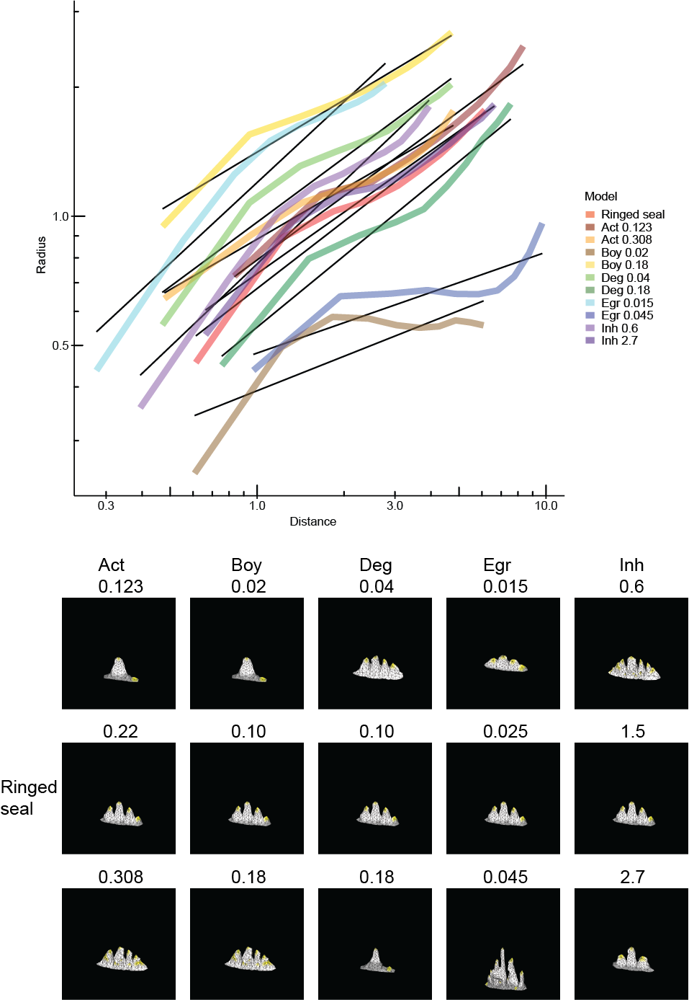 1.0
0.5
Radius
0.3
1.0
3.0
10.0
Distance
Model
Ringed seal
Act 0.123
Act 0.308
Boy 0.02
Boy 0.18
Deg 0.04
Deg 0.18
Egr 0.015
Egr 0.045
Inh 0.6
Inh 2.7
Act Boy Deg Egr Inh
0.123 0.02 0.04 0.015 0.6
0.22 0.10 0.10 0.025 1.5
Ringed
seal
0.308 0.18 0.18 0.045 2.7